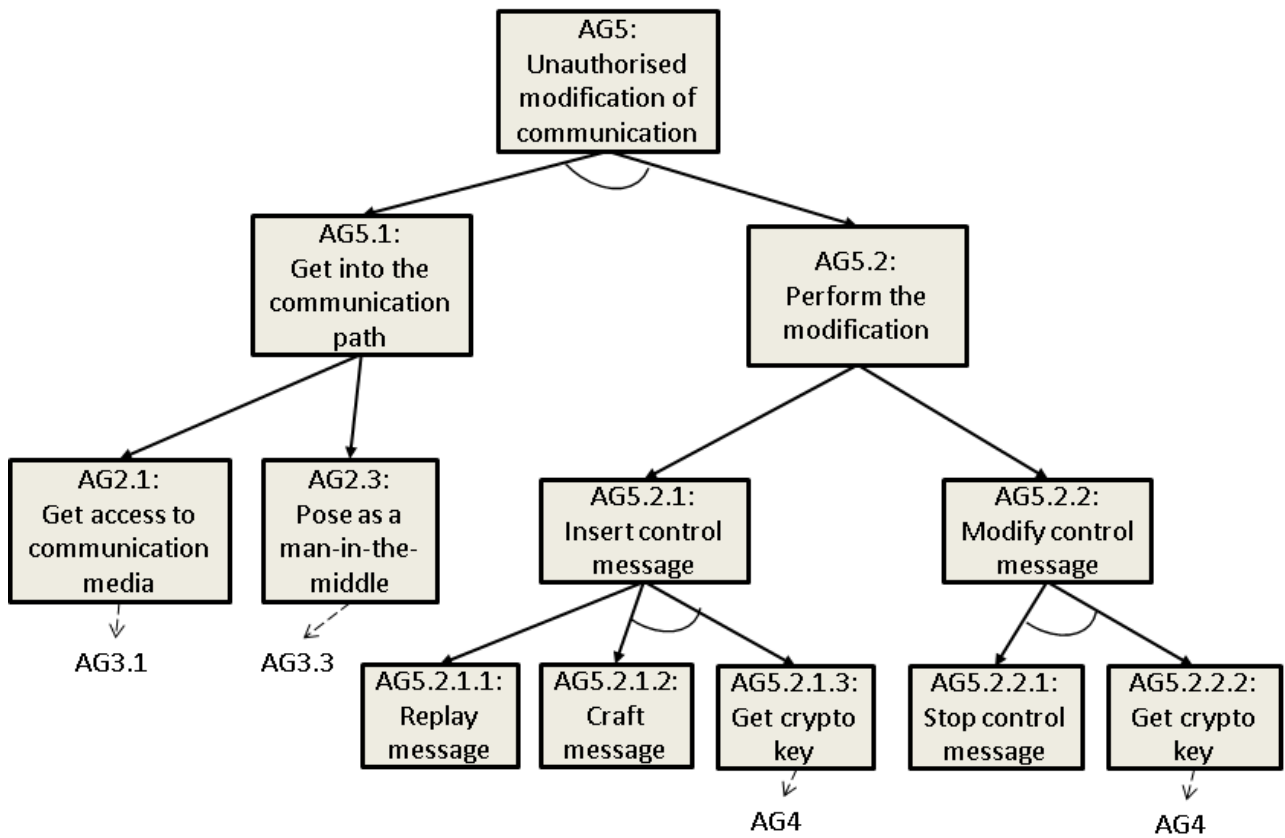 AG5:
Unauthorised
modification of
communication
AG5.1:
Get into the
communication
path
AG5.2:
Perform the
modification
AG2.1:
Get access to
communication
media
AG2.3:
Pose as a
man-in-the-
middle
AG5.2.1:
Insert control
message
AG5.2.2:
Modify control
message
AG3.1
AG3.3
AG5.2.1.1:
Replay
message
AG5.2.1.2:
Craft
message
AG5.2.1.3:
Get crypto
key
AG5.2.2.1:
Stop control
message
AG5.2.2.2:
Get crypto
key
AG4
AG4